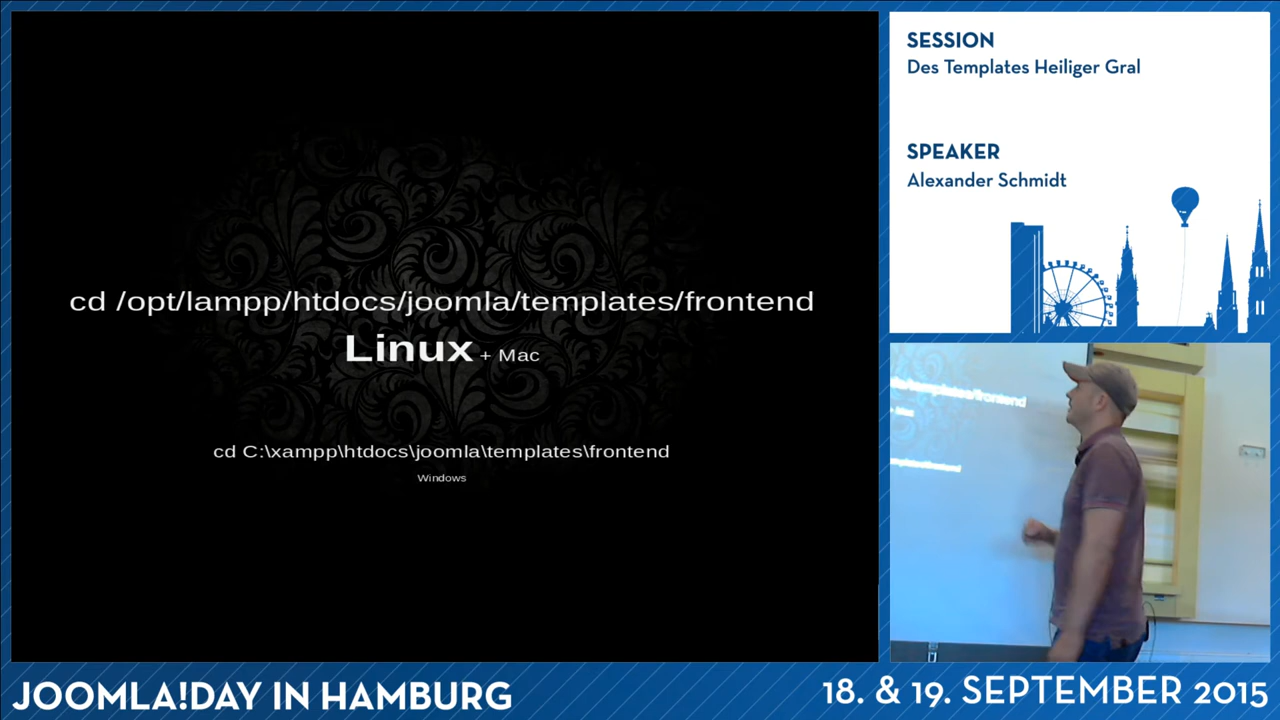 cd /opt/lampp/htdocs/joomla/templates/frontend
Linux + Mac
cd C:\xampp\htdocs\joomla\templates\frontend
Windows
SESSION
Des Templates Heiliger Gral
SPEAKER
Alexander Schmidt
JOOMLA!DAY IN HAMBURG
18. & 19. SEPTEMBER 2015